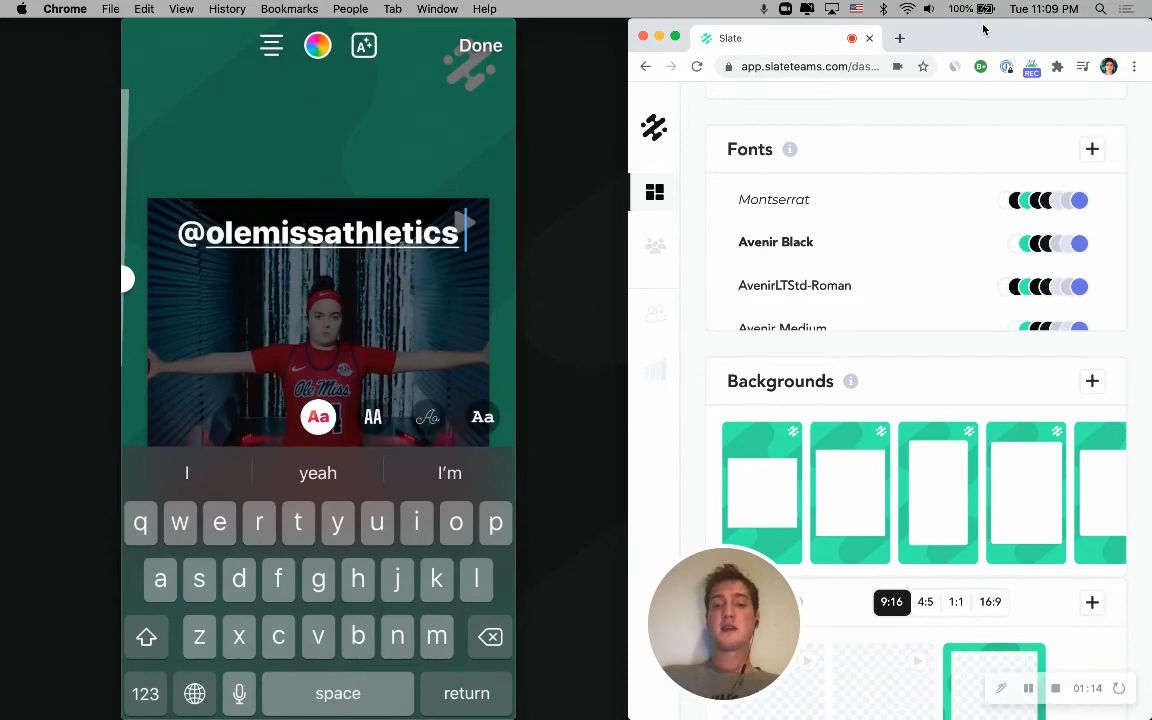 Chrome File Edit View History Bookmarks People Tab Window Help
100% Tue 11:09 PM
Done
@olemissathletics
OLE MISS
Aa AA Aa Aa
I yeah I'm
q w e r t y u i o p
a s d f g h j k l
z x c v b n m
123 space return
Slate
app.slateteams.com/das...
REC
Fonts
Montserrat
Avenir Black
AvenirLTStd-Roman
Avenir Medium
Backgrounds
9:16 4:5 1:1 16:9
01:14